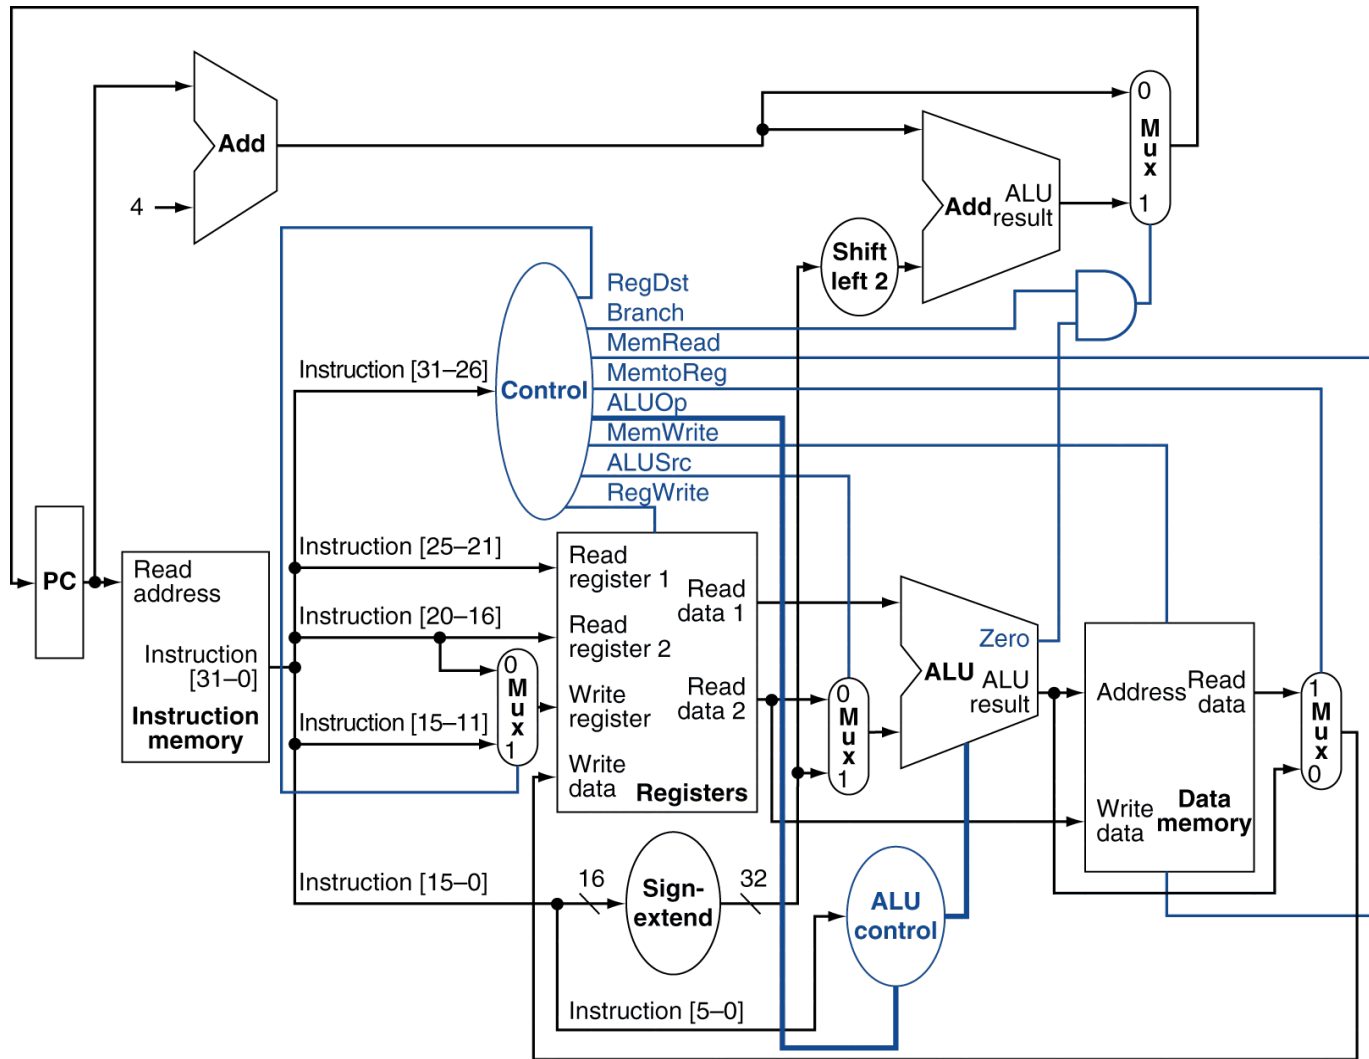 0
M
u
x
1
Add
4
Add
ALU
result
Shift
left 2
RegDst
Branch
MemRead
MemtoReg
ALUOp
MemWrite
ALUSrc
RegWrite
Control
Instruction [31–26]
Instruction [25–21]
Instruction [20–16]
Instruction [15–11]
Instruction [15–0]
Instruction [5–0]
PC
Read
address
Instruction
[31–0]
Instruction
memory
0
M
u
x
1
Read
register 1
Read
register 2
Write
register
Write
data
Read
data 1
Read
data 2
Registers
0
M
u
x
1
Zero
ALU
ALU
result
Address
Read
data
Write
data
Data
memory
1
M
u
x
0
16
Sign-
extend
32
ALU
control